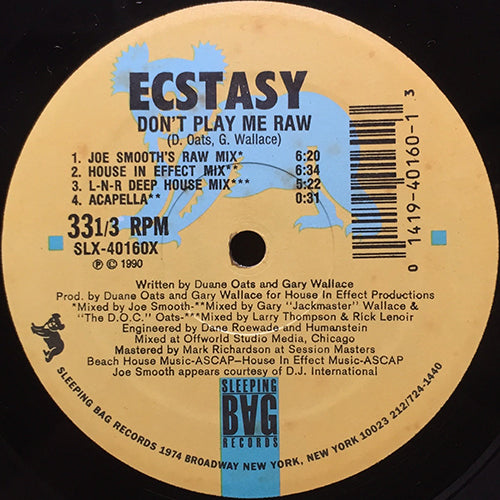 ECSTASY
DON'T PLAY ME RAW
(D. Oats, G. Wallace)
1. JOE SMOOTH'S RAW MIX* 6:20
2. HOUSE IN EFFECT MIX** 6:34
3. L-N-R DEEP HOUSE MIX*** 5:22
4. ACAPELLA** 0:31
33 1/3 RPM
SLX-40160X
℗ © 1990
0 1419-40160-1 3
Written by Duane Oats and Gary Wallace
Prod. by Duane Oats and Gary Wallace for House In Effect Productions
*Mixed by Joe Smooth-**Mixed by Gary "Jackmaster" Wallace &
"The D.O.C." Oats-***Mixed by Larry Thompson & Rick Lenoir
Engineered by Dane Roewade and Humanstein
Mixed at Offworld Studio Media, Chicago
Mastered by Mark Richardson at Session Masters
Beach House Music-ASCAP-House In Effect Music-ASCAP
Joe Smooth appears courtesy of D.J. International
SLEEPING
BAG
RECORDS
SLEEPING BAG RECORDS 1974 BROADWAY NEW YORK, NEW YORK 10023 212/724-1440